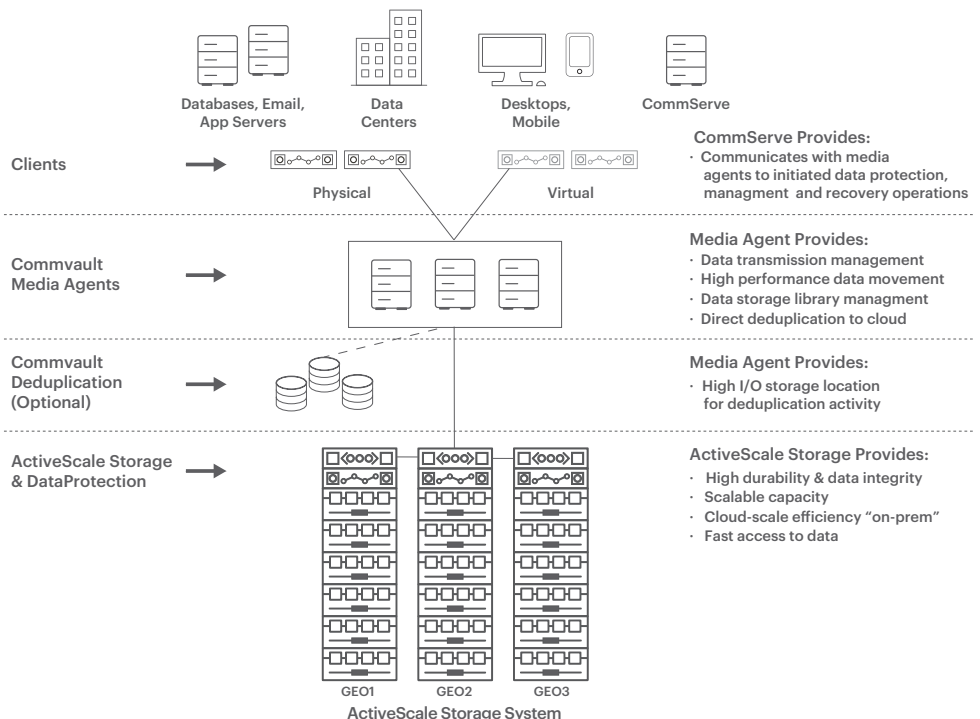 Databases, Email,
App Servers
Data
Centers
Desktops,
Mobile
CommServe
Clients
Physical
Virtual
CommServe Provides:
· Communicates with media
agents to initiated data protection,
managment and recovery operations
Commvault
Media Agents
Media Agent Provides:
· Data transmission management
· High performance data movement
· Data storage library managment
· Direct deduplication to cloud
Commvault
Deduplication
(Optional)
Media Agent Provides:
· High I/O storage location
for deduplication activity
ActiveScale Storage
& DataProtection
ActiveScale Storage Provides:
· High durability & data integrity
· Scalable capacity
· Cloud-scale efficiency “on-prem”
· Fast access to data
GEO1
GEO2
GEO3
ActiveScale Storage System